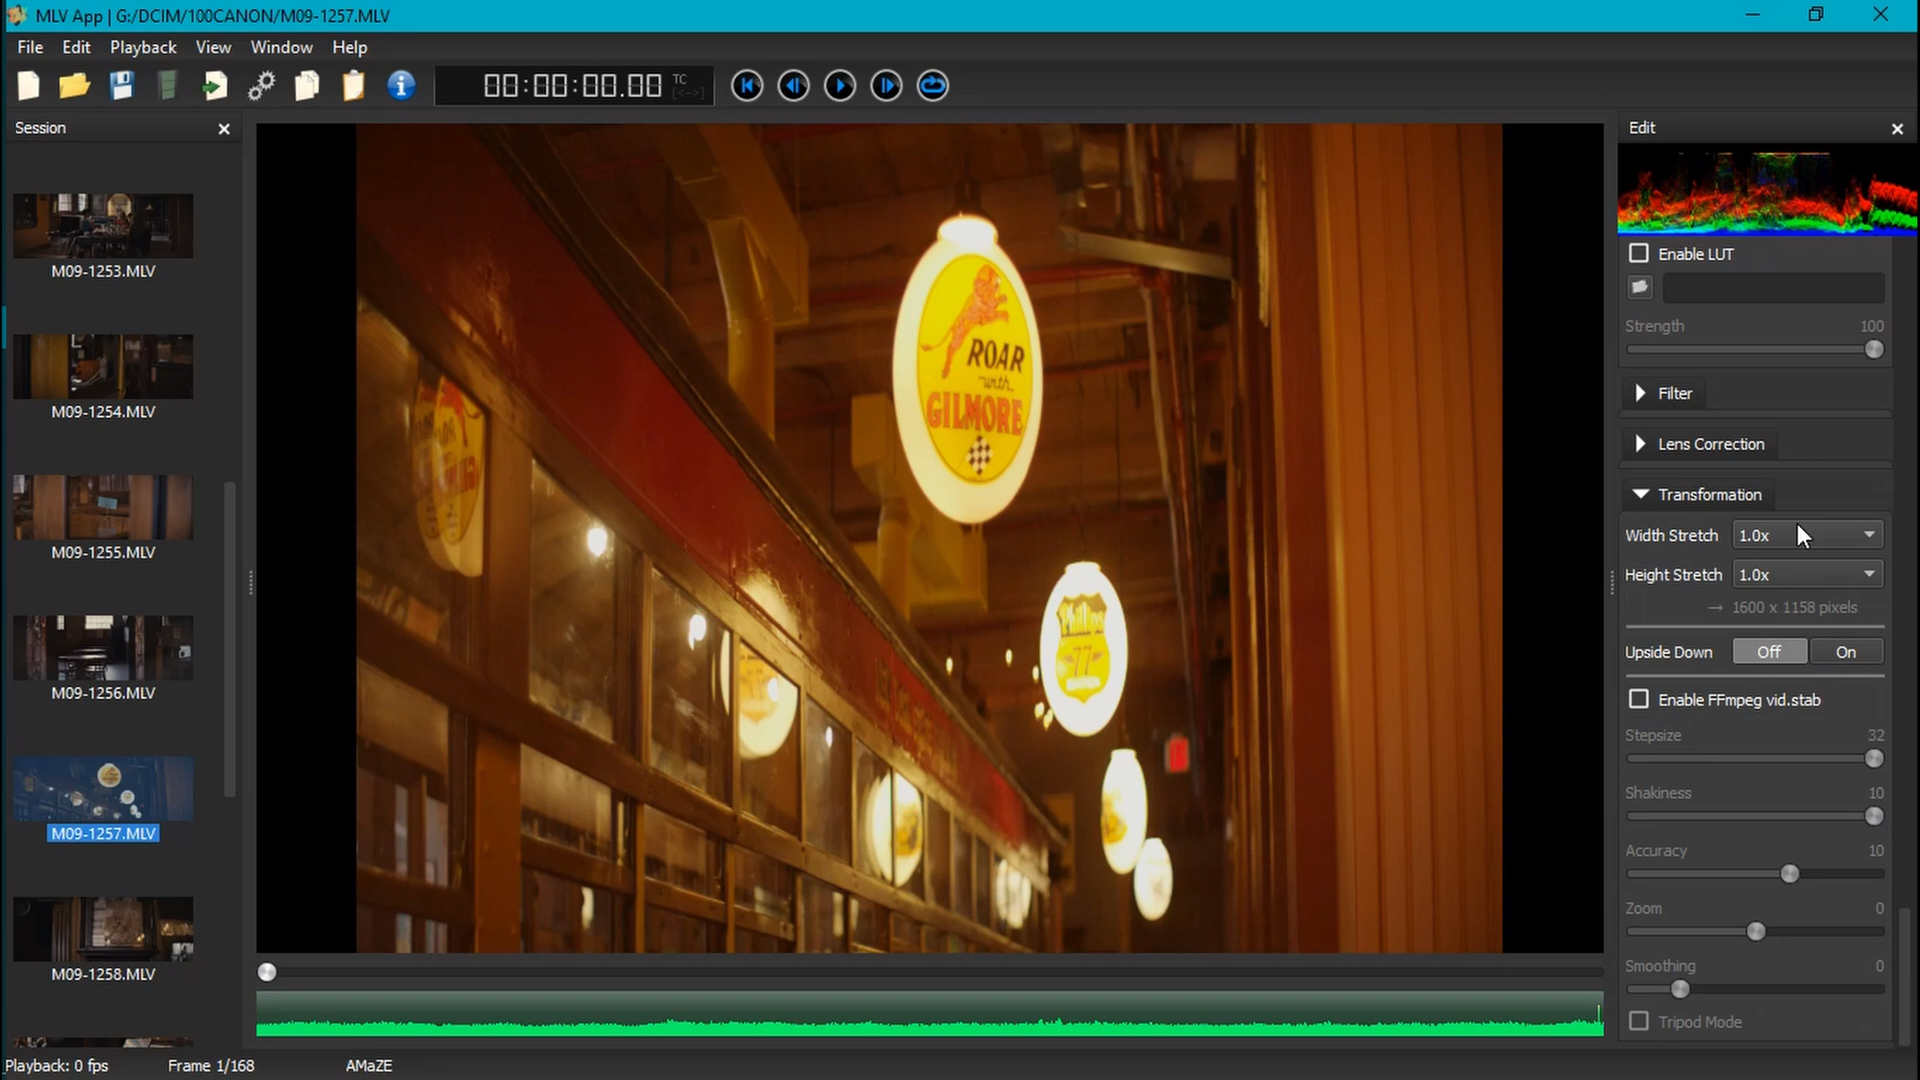 MLV App | G:/DCIM/100CANON/M09-1257.MLV
File Edit Playback View Window Help
00:00:00.00 TC
[<-->]
Session
Edit
M09-1253.MLV
M09-1254.MLV
M09-1255.MLV
M09-1256.MLV
M09-1257.MLV
M09-1258.MLV
ROAR
with
GILMORE
Phillips
77
Enable LUT
Strength 100
Filter
Lens Correction
Transformation
Width Stretch 1.0x
Height Stretch 1.0x
→ 1600 x 1158 pixels
Upside Down Off On
Enable FFmpeg vid.stab
Stepsize 32
Shakiness 10
Accuracy 10
Zoom 0
Smoothing 0
Tripod Mode
Playback: 0 fps Frame 1/168 AMaZE